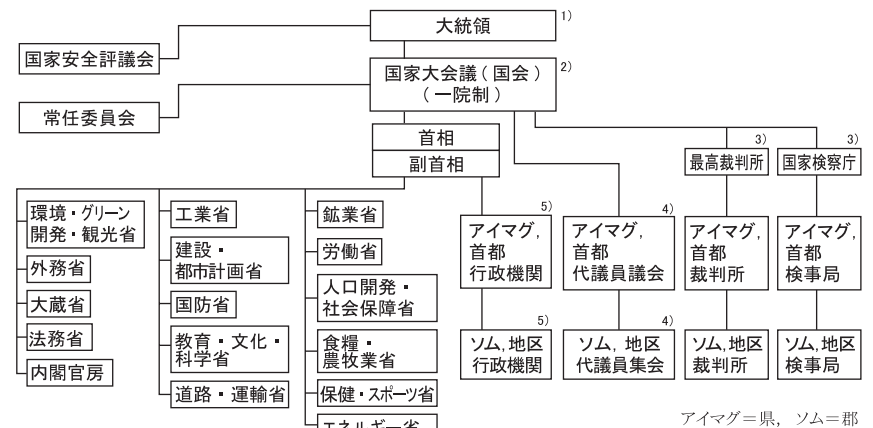 大統領
1)
国家安全評議会
国家大会議（国会）
（一院制）
2)
常任委員会
首相
副首相
3)
最高裁判所
3)
国家検察庁
環境・グリーン
開発・観光省
外務省
大蔵省
法務省
内閣官房
工業省
建設・
都市計画省
国防省
教育・文化・
科学省
道路・運輸省
鉱業省
労働省
人口開発・
社会保障省
食糧・
農牧業省
保健・スポーツ省
エネルギー省
5)
アイマグ，
首都
行政機関
4)
アイマグ，
首都
代議員議会
アイマグ，
首都
裁判所
アイマグ，
首都
検事局
5)
ソム，地区
行政機関
4)
ソム，地区
代議員集会
ソム，地区
裁判所
ソム，地区
検事局
アイマグ＝県，ソム＝郡